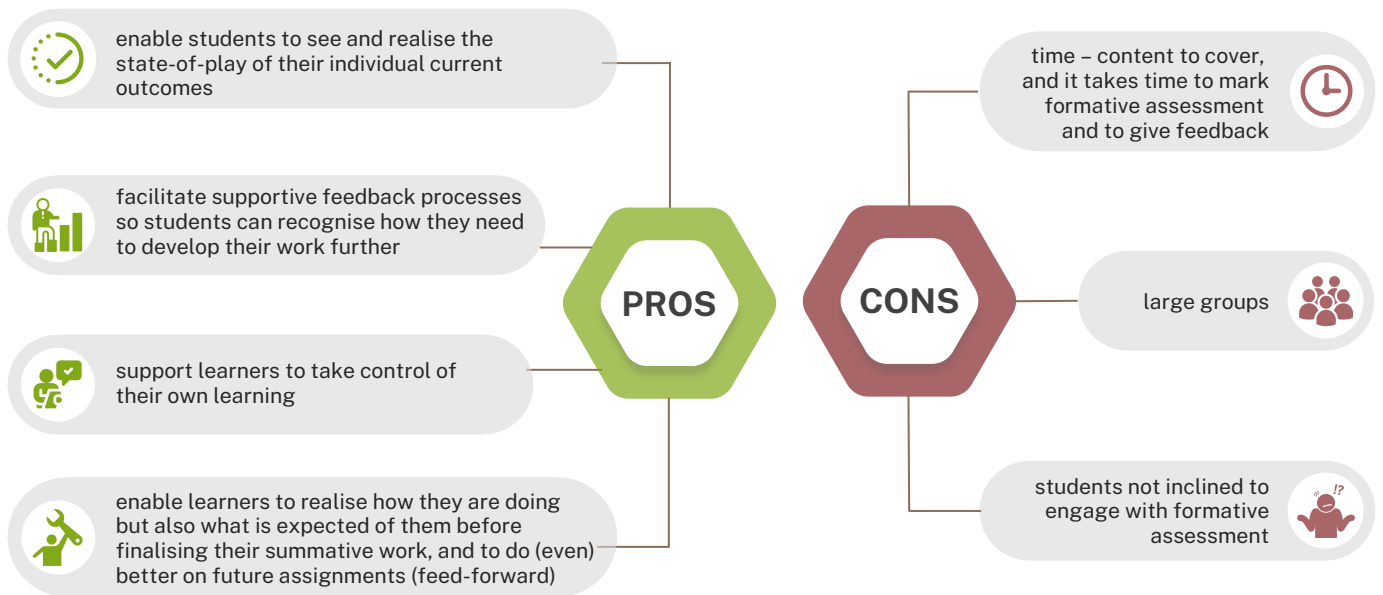 enable students to see and realise the
state-of-play of their individual current
outcomes
facilitate supportive feedback processes
so students can recognise how they need
to develop their work further
support learners to take control of
their own learning
enable learners to realise how they are doing
but also what is expected of them before
finalising their summative work, and to do (even)
better on future assignments (feed-forward)
PROS
CONS
time – content to cover,
and it takes time to mark
formative assessment
and to give feedback
large groups
!?
students not inclined to
engage with formative
assessment